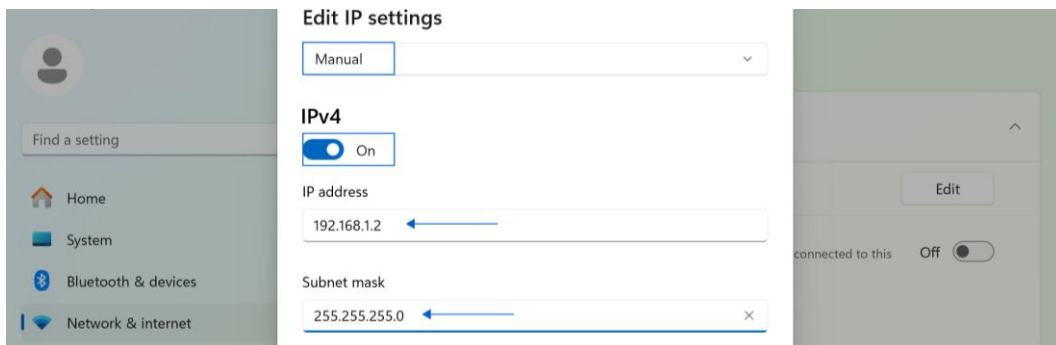 Edit IP settings
Manual
IPv4
On
IP address
192.168.1.2
Subnet mask
255.255.255.0
Find a setting
Home
System
Bluetooth & devices
Network & internet
Edit
connected to this
Off